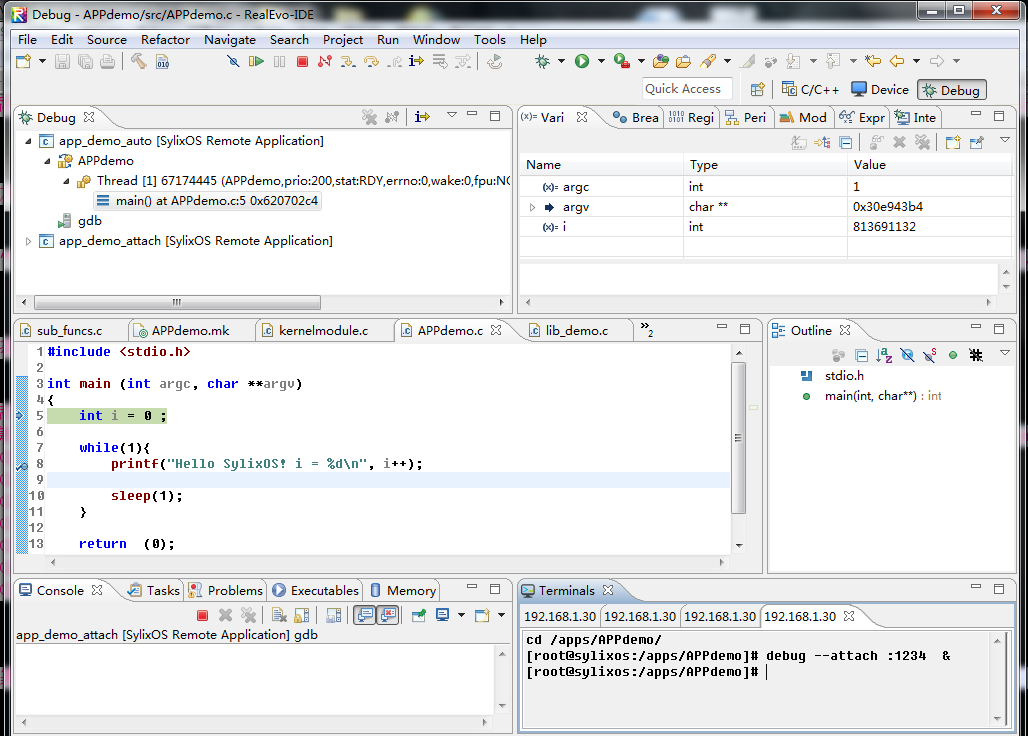 Debug - APPdemo/src/APPdemo.c - RealEvo-IDE
File Edit Source Refactor Navigate Search Project Run Window Tools Help
010
Quick Access
C/C++ Device Debug
Debug
app_demo_auto [SylixOS Remote Application]
APPdemo
Thread [1] 67174445 (APPdemo,prio:200,stat:RDY,errno:0,wake:0,fpu:NO
main() at APPdemo.c:5 0x620702c4
gdb
app_demo_attach [SylixOS Remote Application]
(x)= Vari Brea 1010 0101 Regi Peri Mod Expr Inte
Name Type Value
(x)= argc int 1
argv char ** 0x30e943b4
(x)= i int 813691132
sub_funcs.c APPdemo.mk kernelmodule.c APPdemo.c lib_demo.c »2
1 #include <stdio.h>
2
3 int main (int argc, char **argv)
4 {
5 int i = 0 ;
6
7 while(1){
8 printf("Hello SylixOS! i = %d\n", i++);
9
10 sleep(1);
11 }
12
13 return (0);
Outline
stdio.h
main(int, char**) : int
Console Tasks Problems Executables Memory
app_demo_attach [SylixOS Remote Application] gdb
Terminals
192.168.1.30 192.168.1.30 192.168.1.30 192.168.1.30
cd /apps/APPdemo/
[root@sylixos:/apps/APPdemo]# debug --attach :1234 &
[root@sylixos:/apps/APPdemo]#